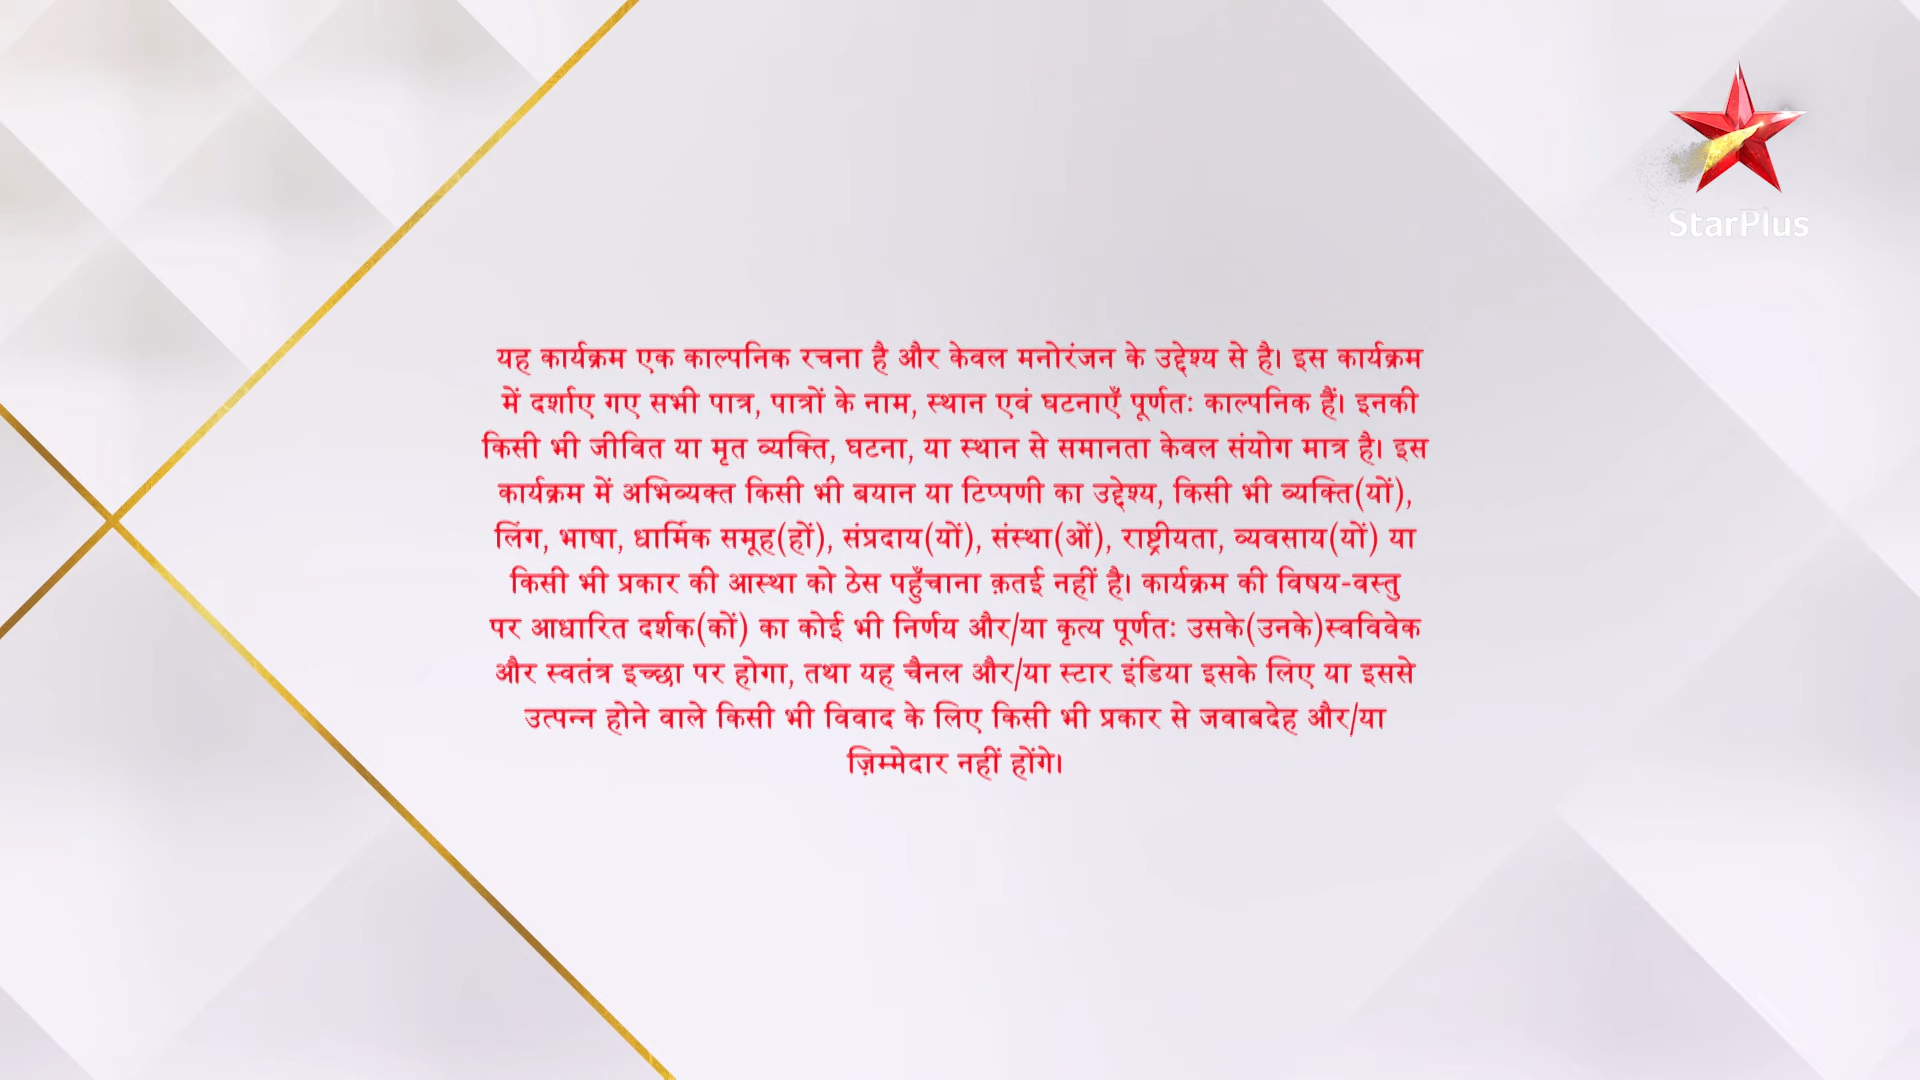 StarPlus
यह कार्यक्रम एक काल्पनिक रचना है और केवल मनोरंजन के उद्देश्य से है। इस कार्यक्रम
में दर्शाए गए सभी पात्र, पात्रों के नाम, स्थान एवं घटनाएँ पूर्णतः काल्पनिक हैं। इनकी
किसी भी जीवित या मृत व्यक्ति, घटना, या स्थान से समानता केवल संयोग मात्र है। इस
कार्यक्रम में अभिव्यक्त किसी भी बयान या टिप्पणी का उद्देश्य, किसी भी व्यक्ति(यों),
लिंग, भाषा, धार्मिक समूह(हों), संप्रदाय(यों), संस्था(ओं), राष्ट्रीयता, व्यवसाय(यों) या
किसी भी प्रकार की आस्था को ठेस पहुँचाना क़तई नहीं है। कार्यक्रम की विषय-वस्तु
पर आधारित दर्शक(कों) का कोई भी निर्णय और/या कृत्य पूर्णतः उसके(उनके)स्वविवेक
और स्वतंत्र इच्छा पर होगा, तथा यह चैनल और/या स्टार इंडिया इसके लिए या इससे
उत्पन्न होने वाले किसी भी विवाद के लिए किसी भी प्रकार से जवाबदेह और/या
ज़िम्मेदार नहीं होंगे।